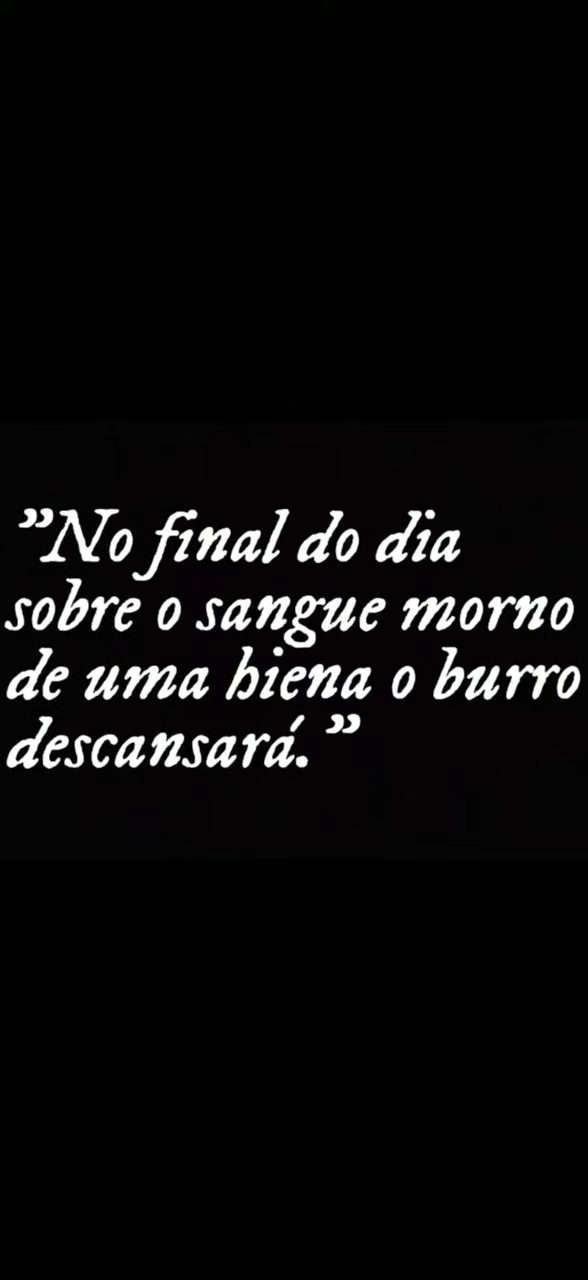 ”No final do dia
sobre o sangue morno
de uma hiena o burro
descansará.”